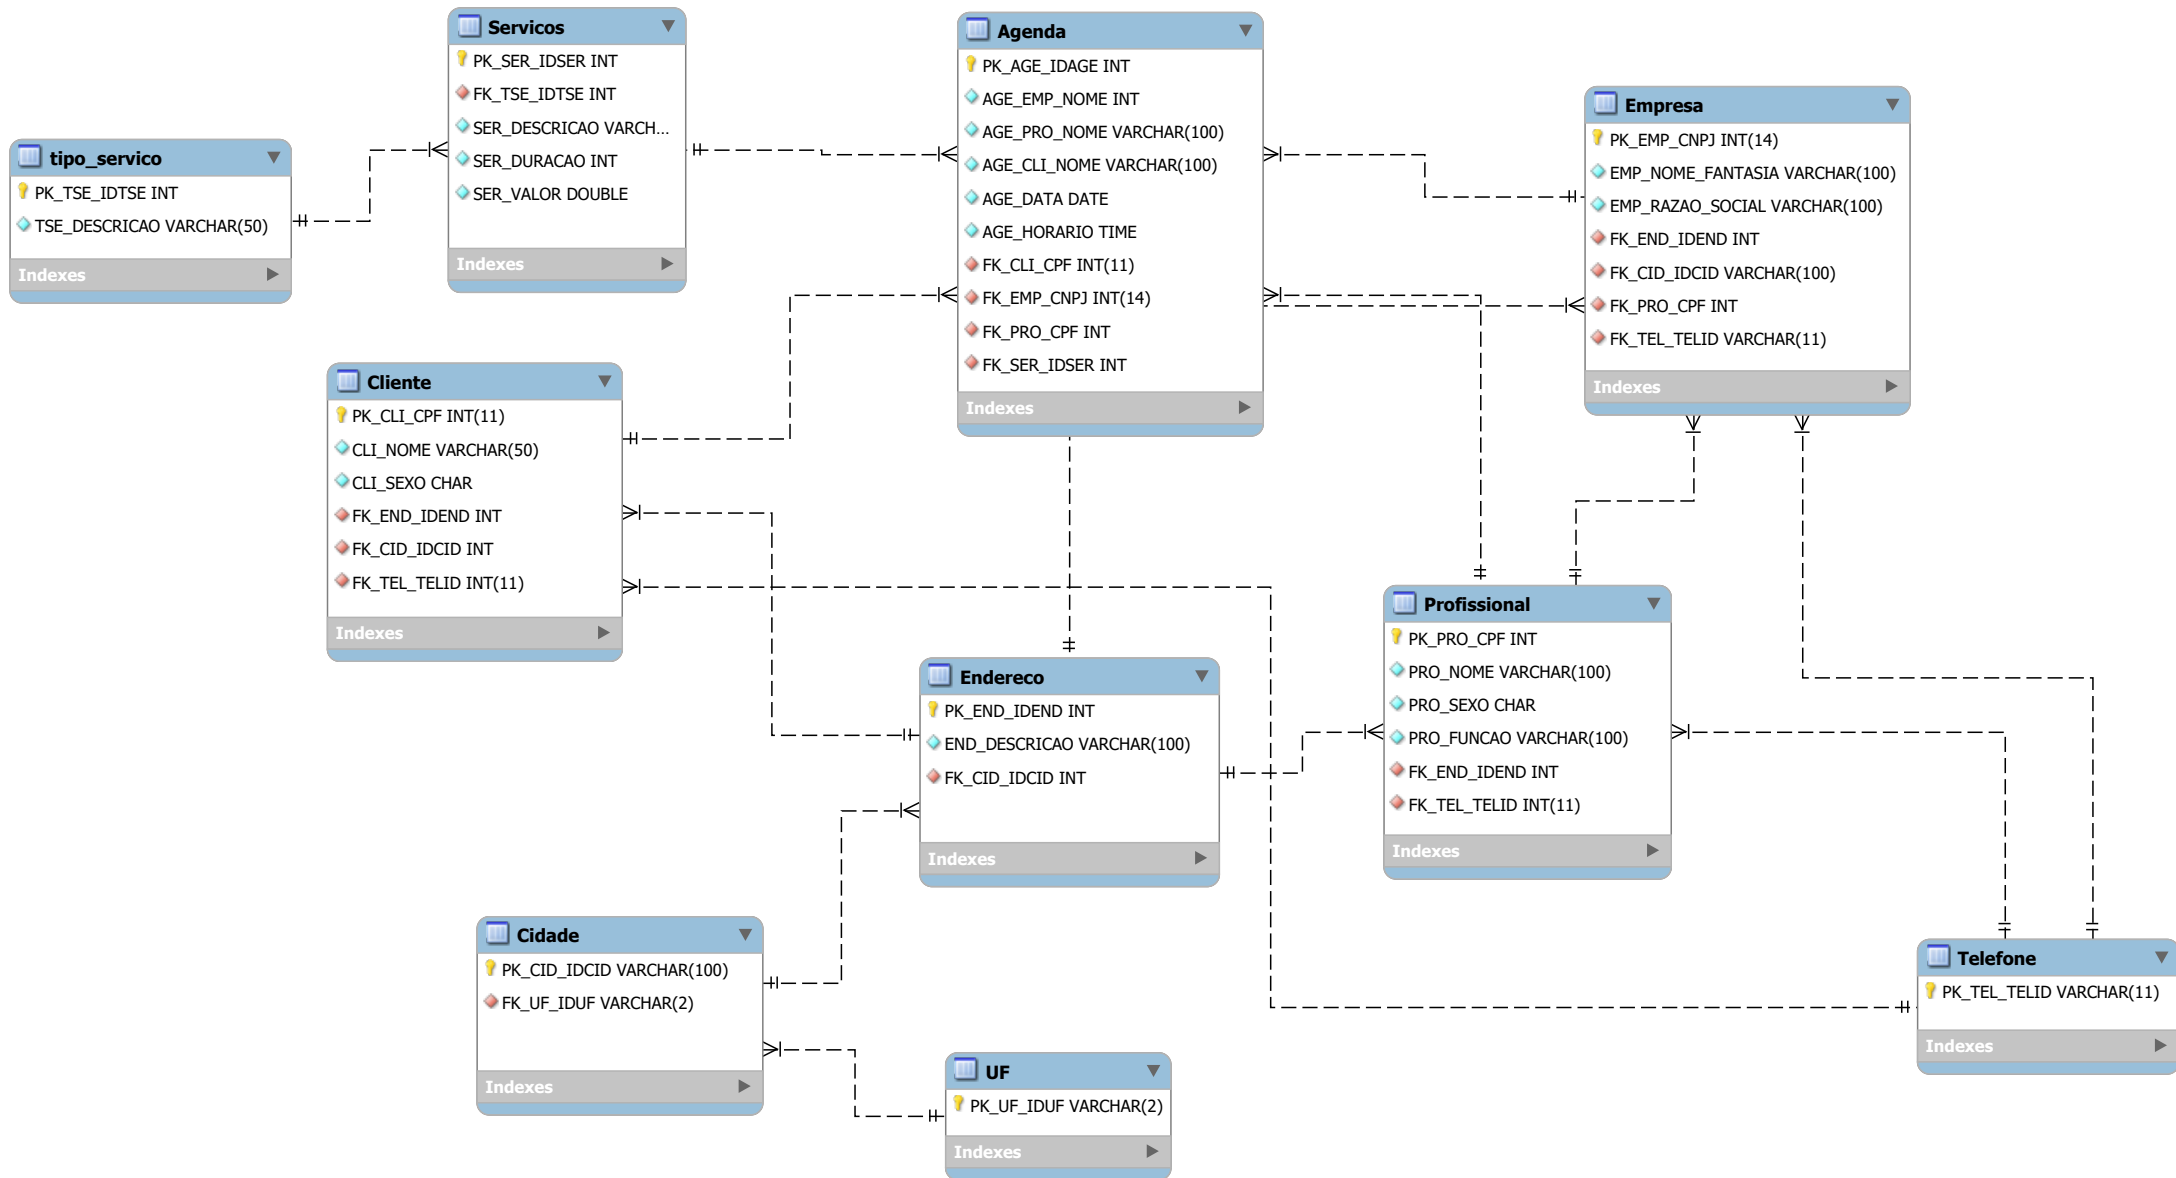 Servicos
PK_SER_IDSER INT
FK_TSE_IDTSE INT
SER_DESCRICAO VARCH...
SER_DURACAO INT
SER_VALOR DOUBLE
Indexes
Agenda
PK_AGE_IDAGE INT
AGE_EMP_NOME INT
AGE_PRO_NOME VARCHAR(100)
AGE_CLI_NOME VARCHAR(100)
AGE_DATA DATE
AGE_HORARIO TIME
FK_CLI_CPF INT(11)
FK_EMP_CNPJ INT(14)
FK_PRO_CPF INT
FK_SER_IDSER INT
Indexes
Empresa
PK_EMP_CNPJ INT(14)
EMP_NOME_FANTASIA VARCHAR(100)
EMP_RAZAO_SOCIAL VARCHAR(100)
FK_END_IDEND INT
FK_CID_IDCID VARCHAR(100)
FK_PRO_CPF INT
FK_TEL_TELID VARCHAR(11)
Indexes
tipo_servico
PK_TSE_IDTSE INT
TSE_DESCRICAO VARCHAR(50)
Indexes
Cliente
PK_CLI_CPF INT(11)
CLI_NOME VARCHAR(50)
CLI_SEXO CHAR
FK_END_IDEND INT
FK_CID_IDCID INT
FK_TEL_TELID INT(11)
Indexes
Profissional
PK_PRO_CPF INT
PRO_NOME VARCHAR(100)
PRO_SEXO CHAR
PRO_FUNCAO VARCHAR(100)
FK_END_IDEND INT
FK_TEL_TELID INT(11)
Indexes
Endereco
PK_END_IDEND INT
END_DESCRICAO VARCHAR(100)
FK_CID_IDCID INT
Indexes
Cidade
PK_CID_IDCID VARCHAR(100)
FK_UF_IDUF VARCHAR(2)
Indexes
Telefone
PK_TEL_TELID VARCHAR(11)
Indexes
UF
PK_UF_IDUF VARCHAR(2)
Indexes